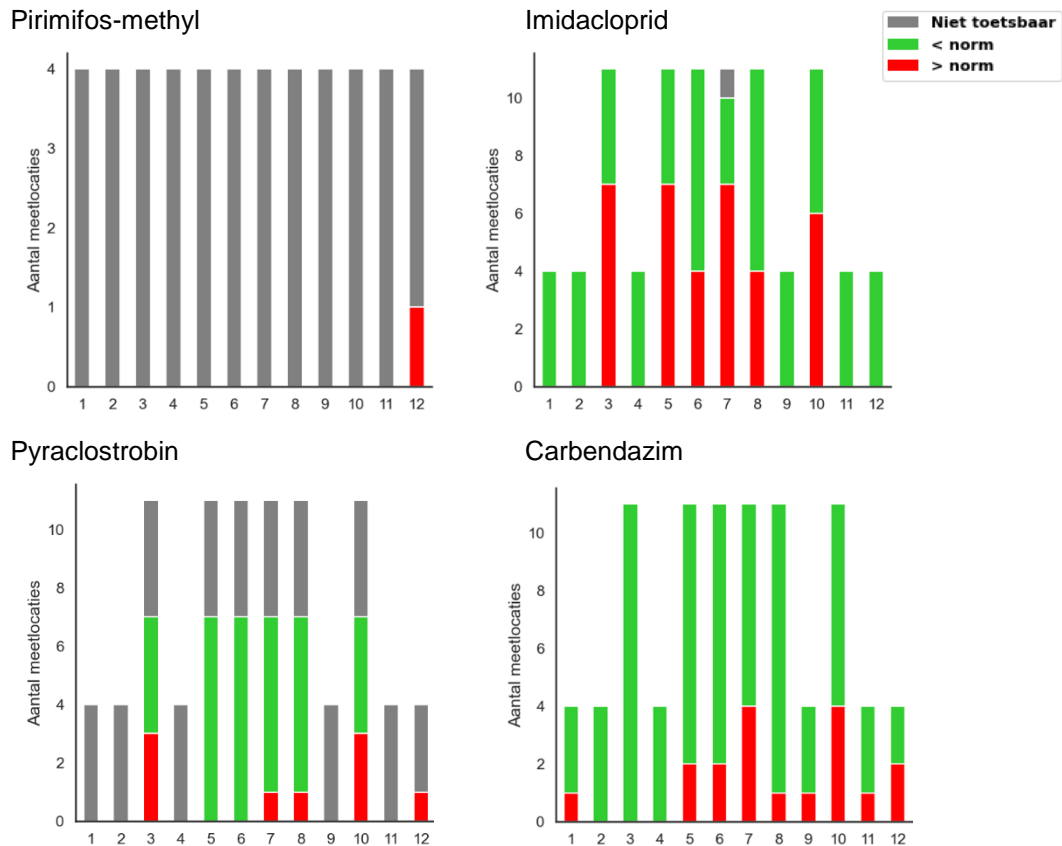 Pirimifos-methyl
Imidacloprid
Niet toetsbaar
< norm
> norm
Aantal meetlocaties
4
3
2
1
0
1 2 3 4 5 6 7 8 9 10 11 12
Aantal meetlocaties
10
8
6
4
2
0
1 2 3 4 5 6 7 8 9 10 11 12
Pyraclostrobin
Carbendazim
Aantal meetlocaties
10
8
6
4
2
0
1 2 3 4 5 6 7 8 9 10 11 12
Aantal meetlocaties
10
8
6
4
2
0
1 2 3 4 5 6 7 8 9 10 11 12